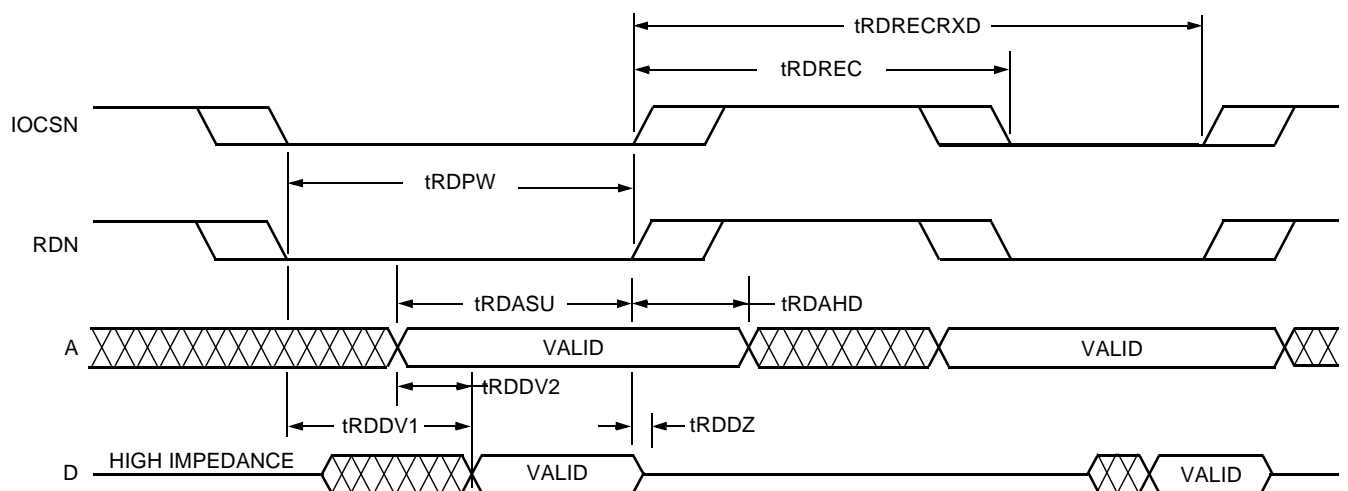 tRDRECRXD
tRDREC
IOCSN
tRDPW
RDN
tRDASU
tRDAHD
A
VALID
VALID
tRDDV2
tRDDV1
tRDDZ
D
HIGH IMPEDANCE
VALID
VALID